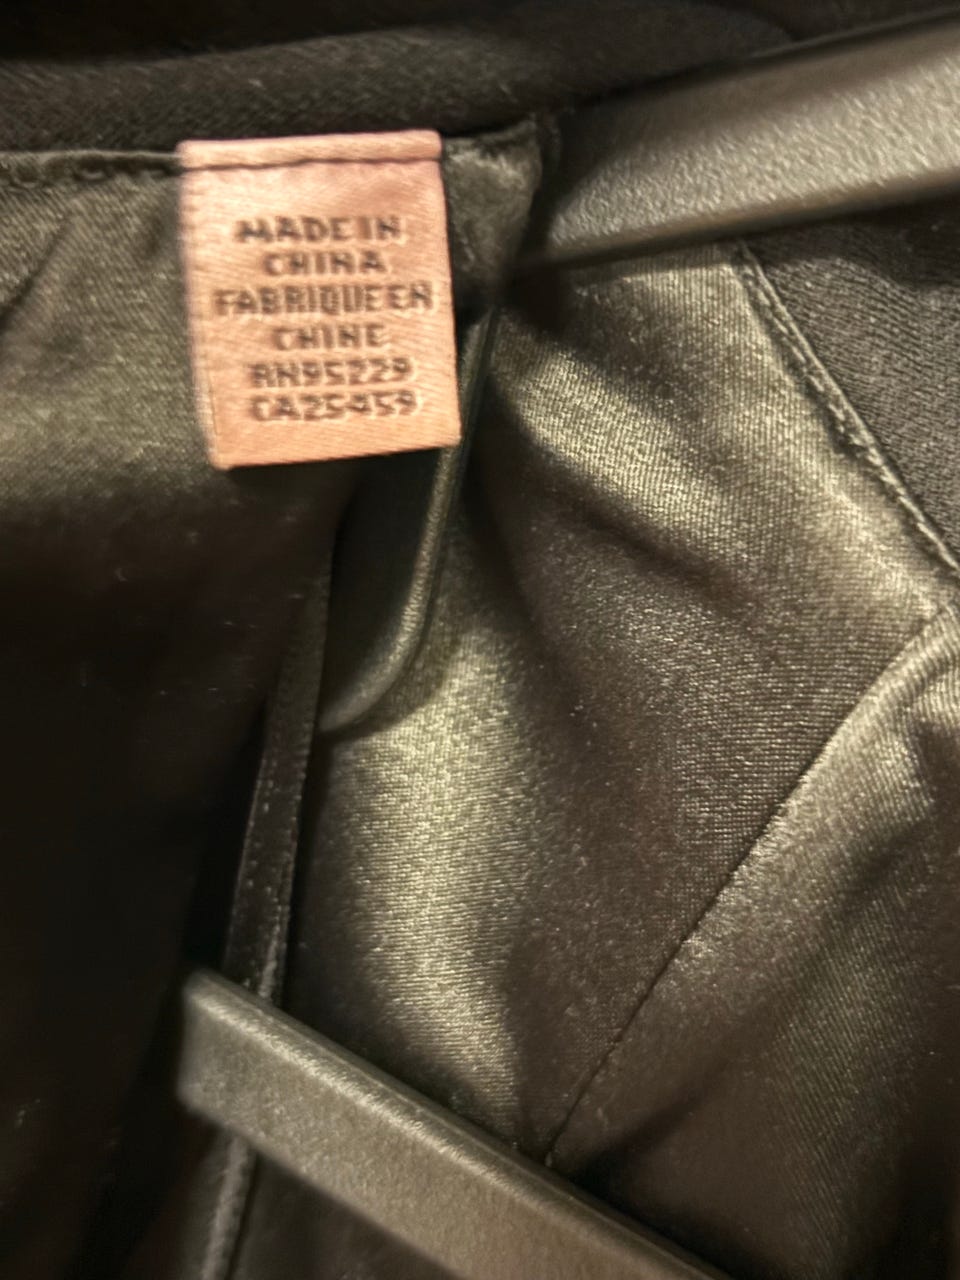 MADE IN
CHINA
FABRIQUE EN
CHINE
RN95229
CA25459